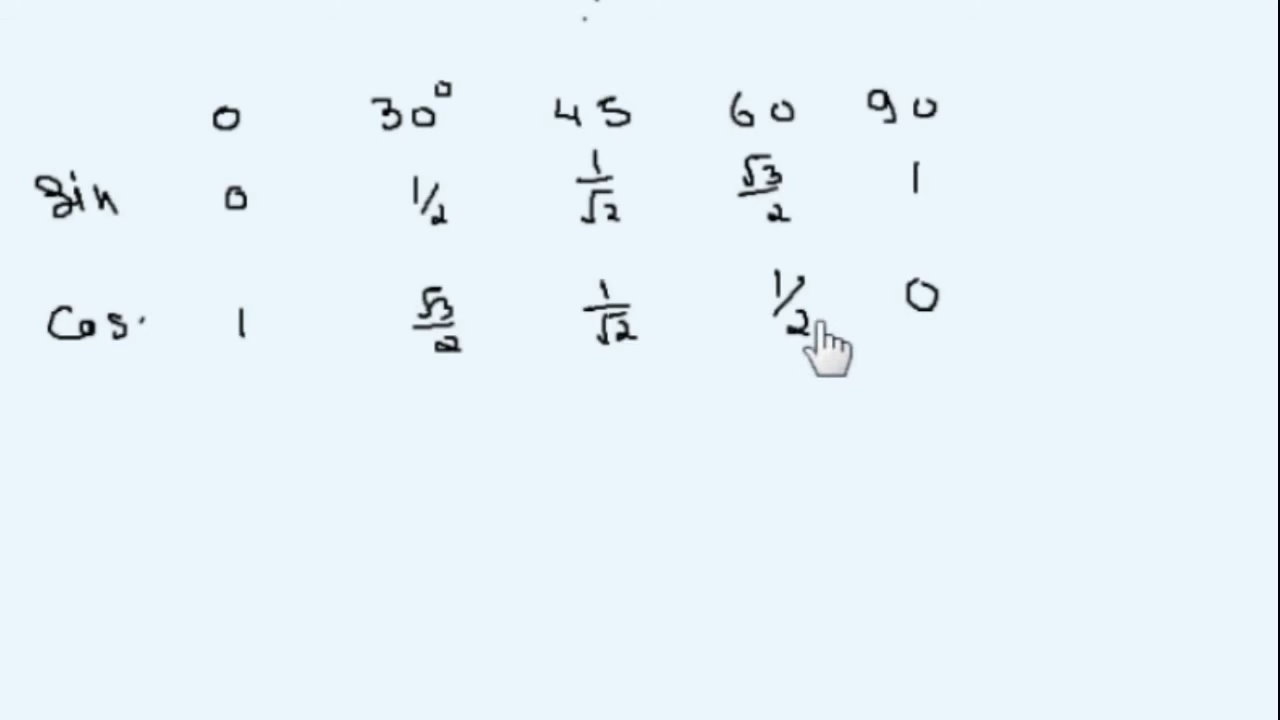 0 30° 45 60 90
Sin 0 1/2 1/√2 √3/2 1
Cos. 1 √3/2 1/√2 1/2 0